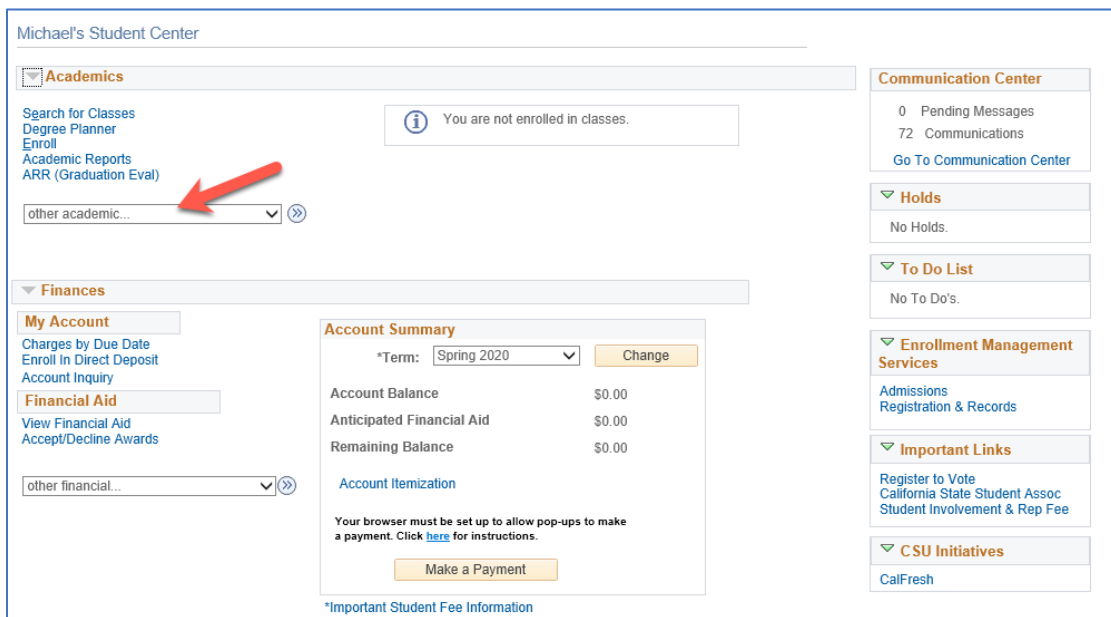 Michael's Student Center
Academics
Search for Classes
Degree Planner
Enroll
Academic Reports
ARR (Graduation Eval)
You are not enrolled in classes.
other academic...
Finances
My Account
Charges by Due Date
Enroll In Direct Deposit
Account Inquiry
Financial Aid
View Financial Aid
Accept/Decline Awards
other financial...
Account Summary
*Term: Spring 2020 Change
Account Balance $0.00
Anticipated Financial Aid $0.00
Remaining Balance $0.00
Account Itemization
Your browser must be set up to allow pop-ups to make
a payment. Click here for instructions.
Make a Payment
*Important Student Fee Information
Communication Center
0 Pending Messages
72 Communications
Go To Communication Center
Holds
No Holds.
To Do List
No To Do's.
Enrollment Management
Services
Admissions
Registration & Records
Important Links
Register to Vote
California State Student Assoc
Student Involvement & Rep Fee
CSU Initiatives
CalFresh